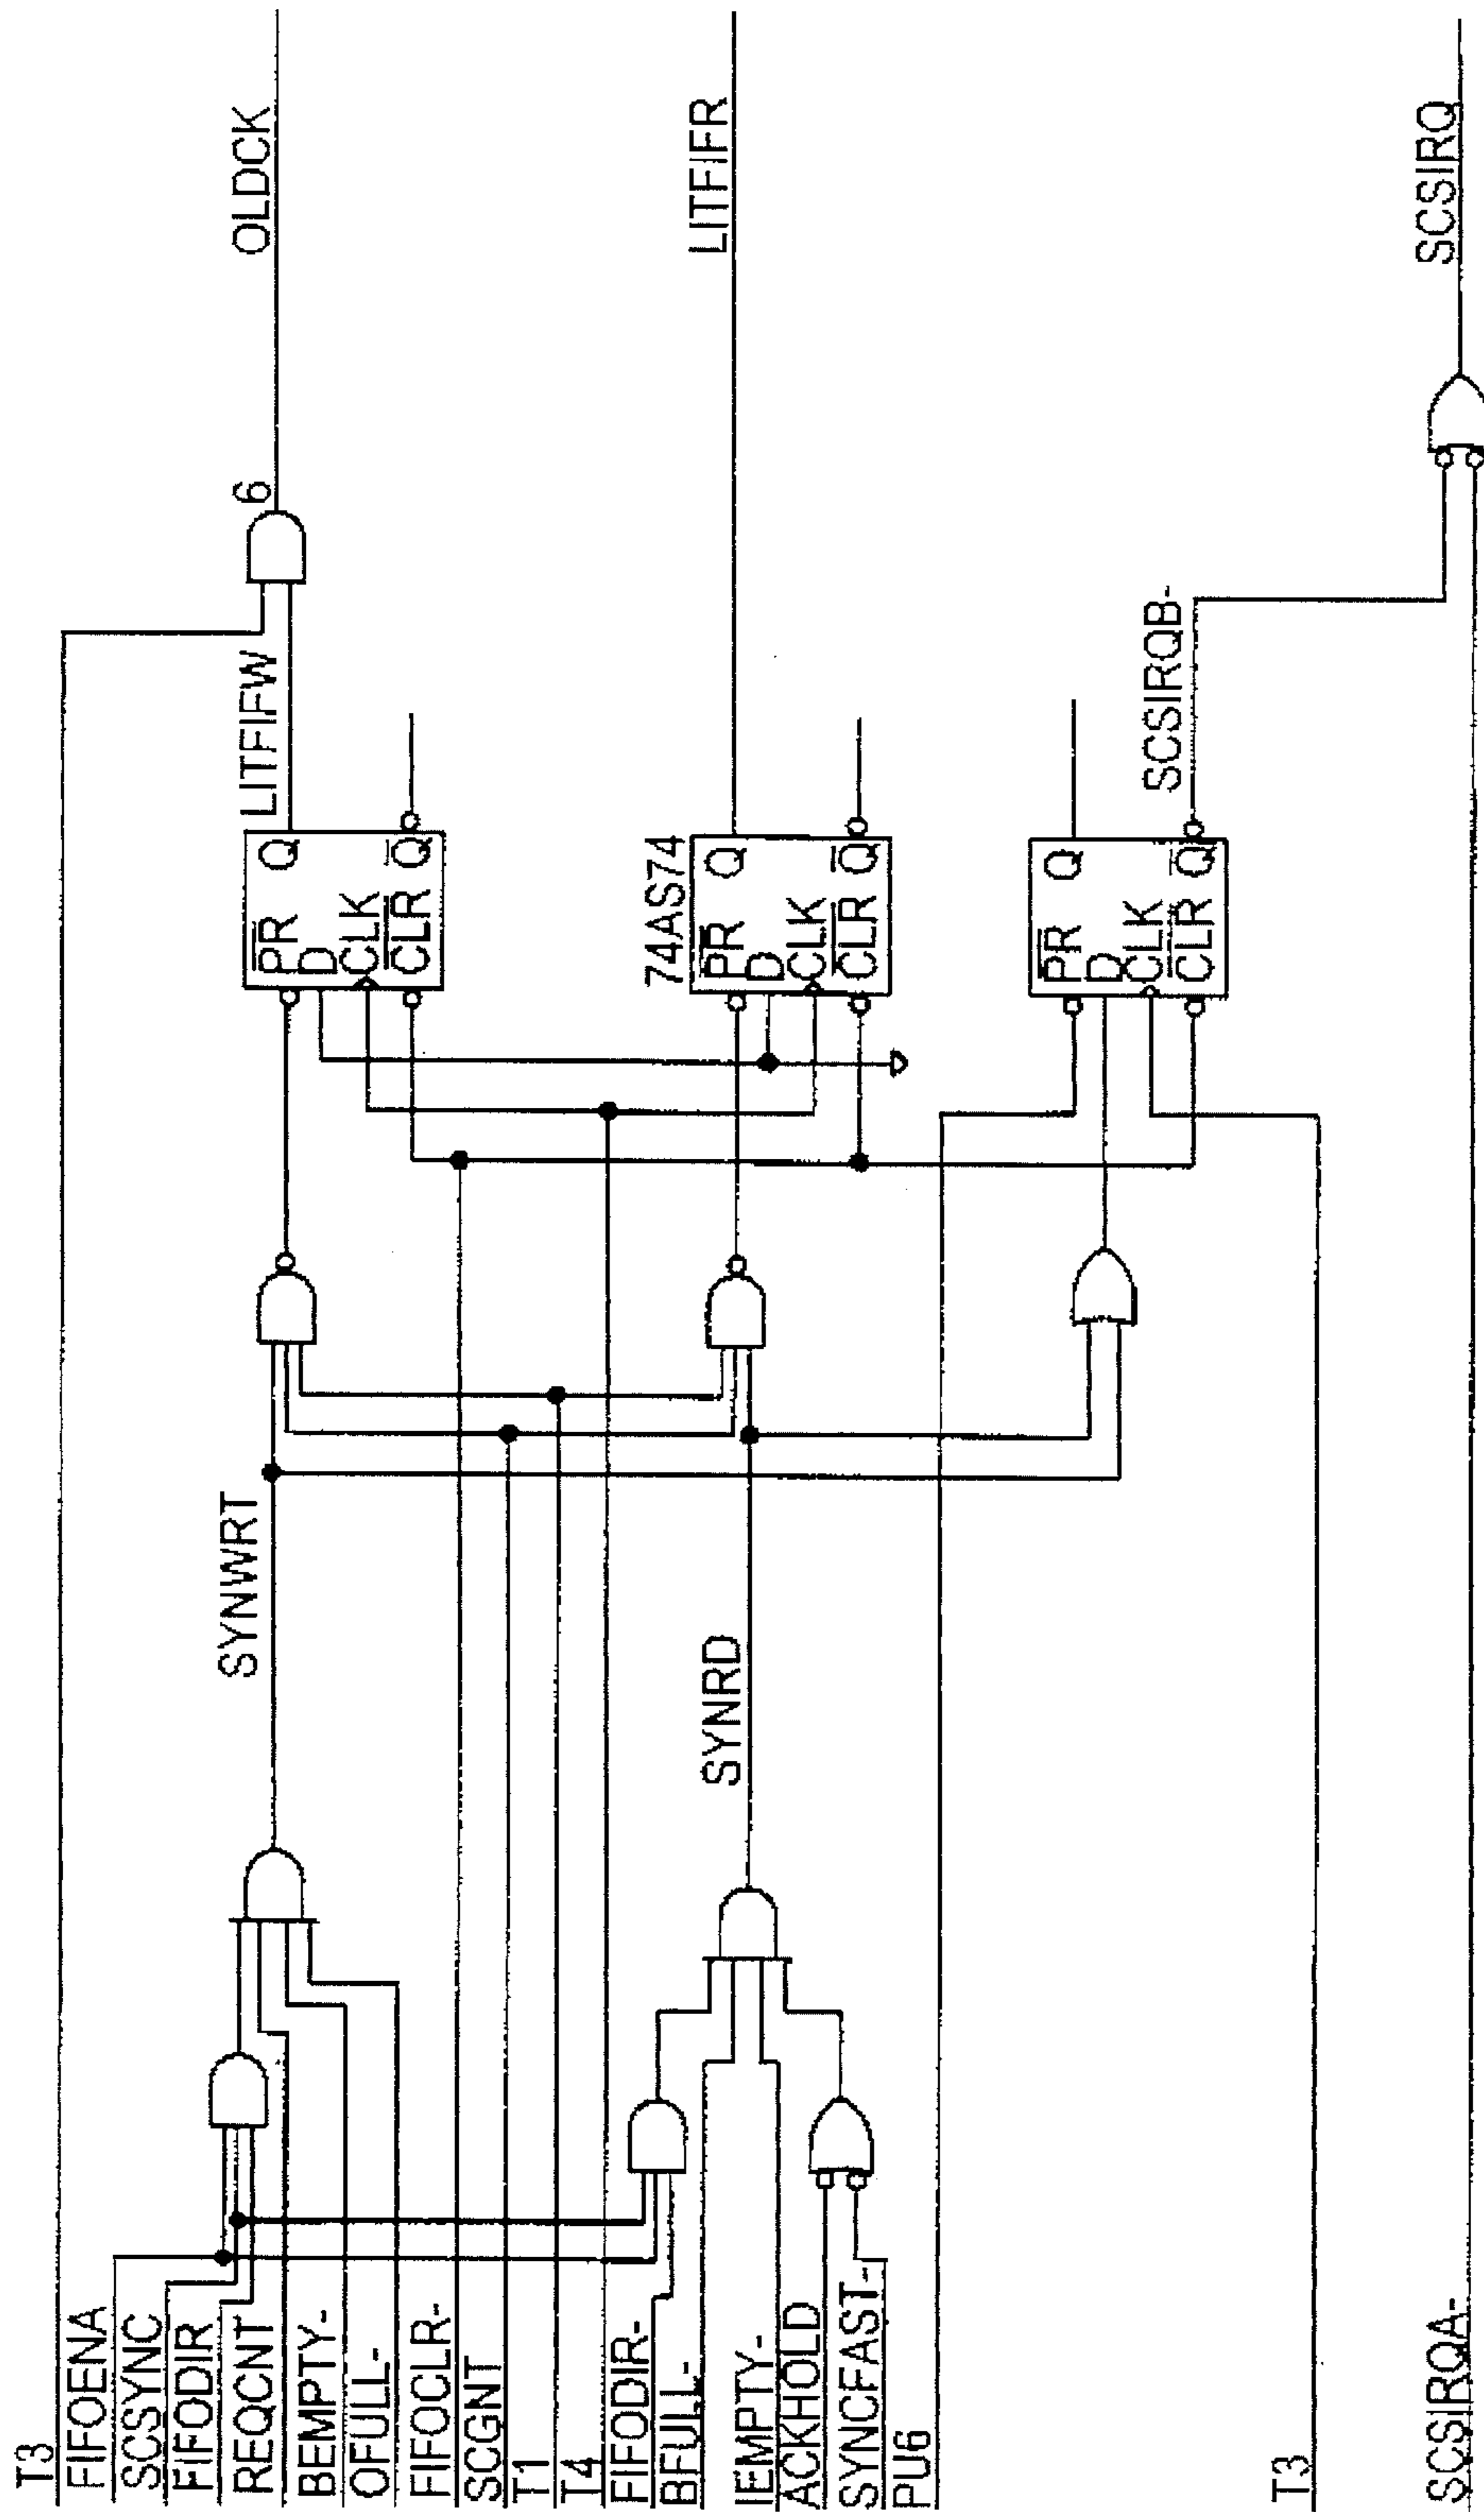 T3
FIFOENA
SCSYNC
FIFODIR
REQCNT
BEMPTY-
OFULL-
FIFOCLR-
SCGNT
T1
T4
FIFODIR-
BFULL-
IEMPTY-
ACKHOLD
SYNCFAST-
PU6
T3
SCSIRQA-
SYNWRT
SYNRD
PR Q
D
CLK
CLR Q
LITFIFW
6
OLDCK
74AS74
PR Q
D
CLK
CLR Q
LITFIFR
PR Q
D
CLK
CLR Q
SCSIRQB-
SCSIRQ